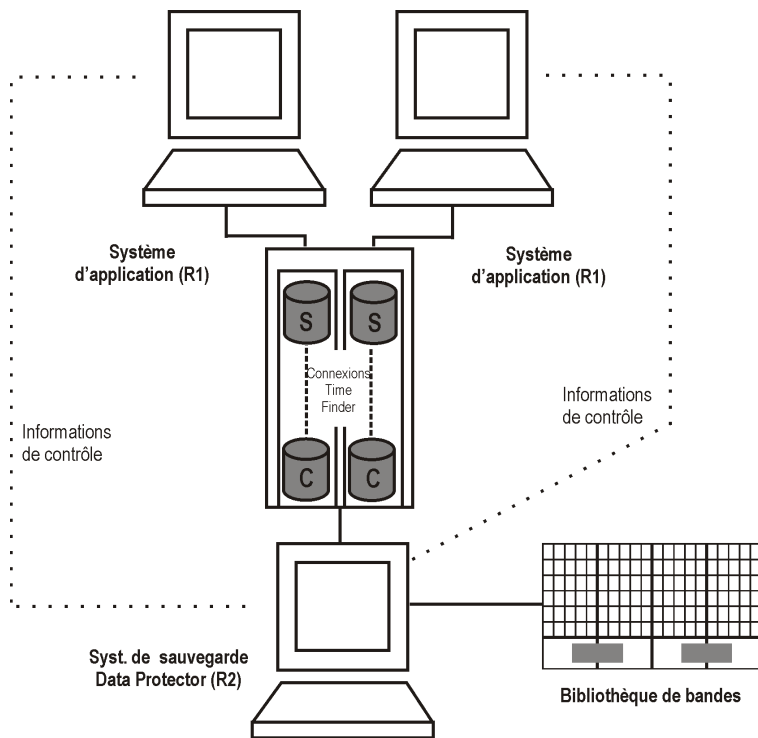 Système
d'application (R1)
Système
d'application (R1)
S
S
Connexions
Time
Finder
Informations
de contrôle
Informations
de contrôle
C
C
Syst. de sauvegarde
Data Protector (R2)
Bibliothèque de bandes